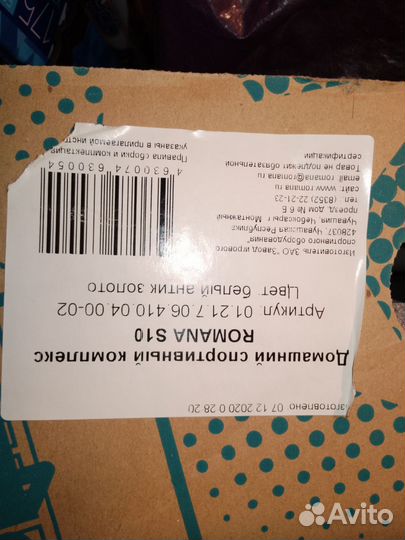 изготовлено: 07.12.2020 0:28:20
Домашний спортивный комплекс
ROMANA S10
Артикул: 01.21.7.06.410.04.00-02
Цвет: белый антик золото
Изготовитель ЗАО "Завод игрового
спортивного оборудования"
428037, Чувашская Республика -
Чувашия, Чебоксары г, Монтажный
проезд, дом № 6 Б
тел.: (8352) 22-21-23
сайт: www.romana.ru
email: romana@romana.ru
Товар не подлежит обязательной
сертификации
4 630074 630054
Правила сборки и комплектация
указаны в прилагаемой инстр
Avito